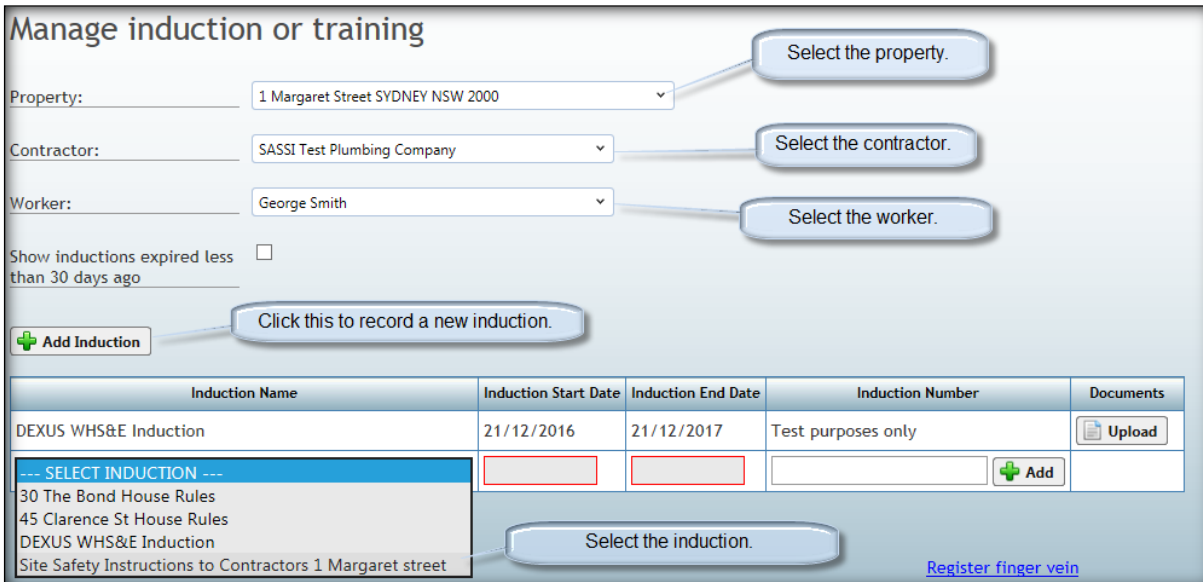 Manage induction or training
Select the property.
Property:
1 Margaret Street SYDNEY NSW 2000
Contractor:
SASSI Test Plumbing Company
Select the contractor.
Worker:
George Smith
Select the worker.
Show inductions expired less
than 30 days ago
Click this to record a new induction.
Add Induction
Induction Name Induction Start Date Induction End Date Induction Number Documents
DEXUS WHS&E Induction 21/12/2016 21/12/2017 Test purposes only Upload
--- SELECT INDUCTION --- Add
30 The Bond House Rules
45 Clarence St House Rules
DEXUS WHS&E Induction
Select the induction.
Site Safety Instructions to Contractors 1 Margaret street
Register finger vein